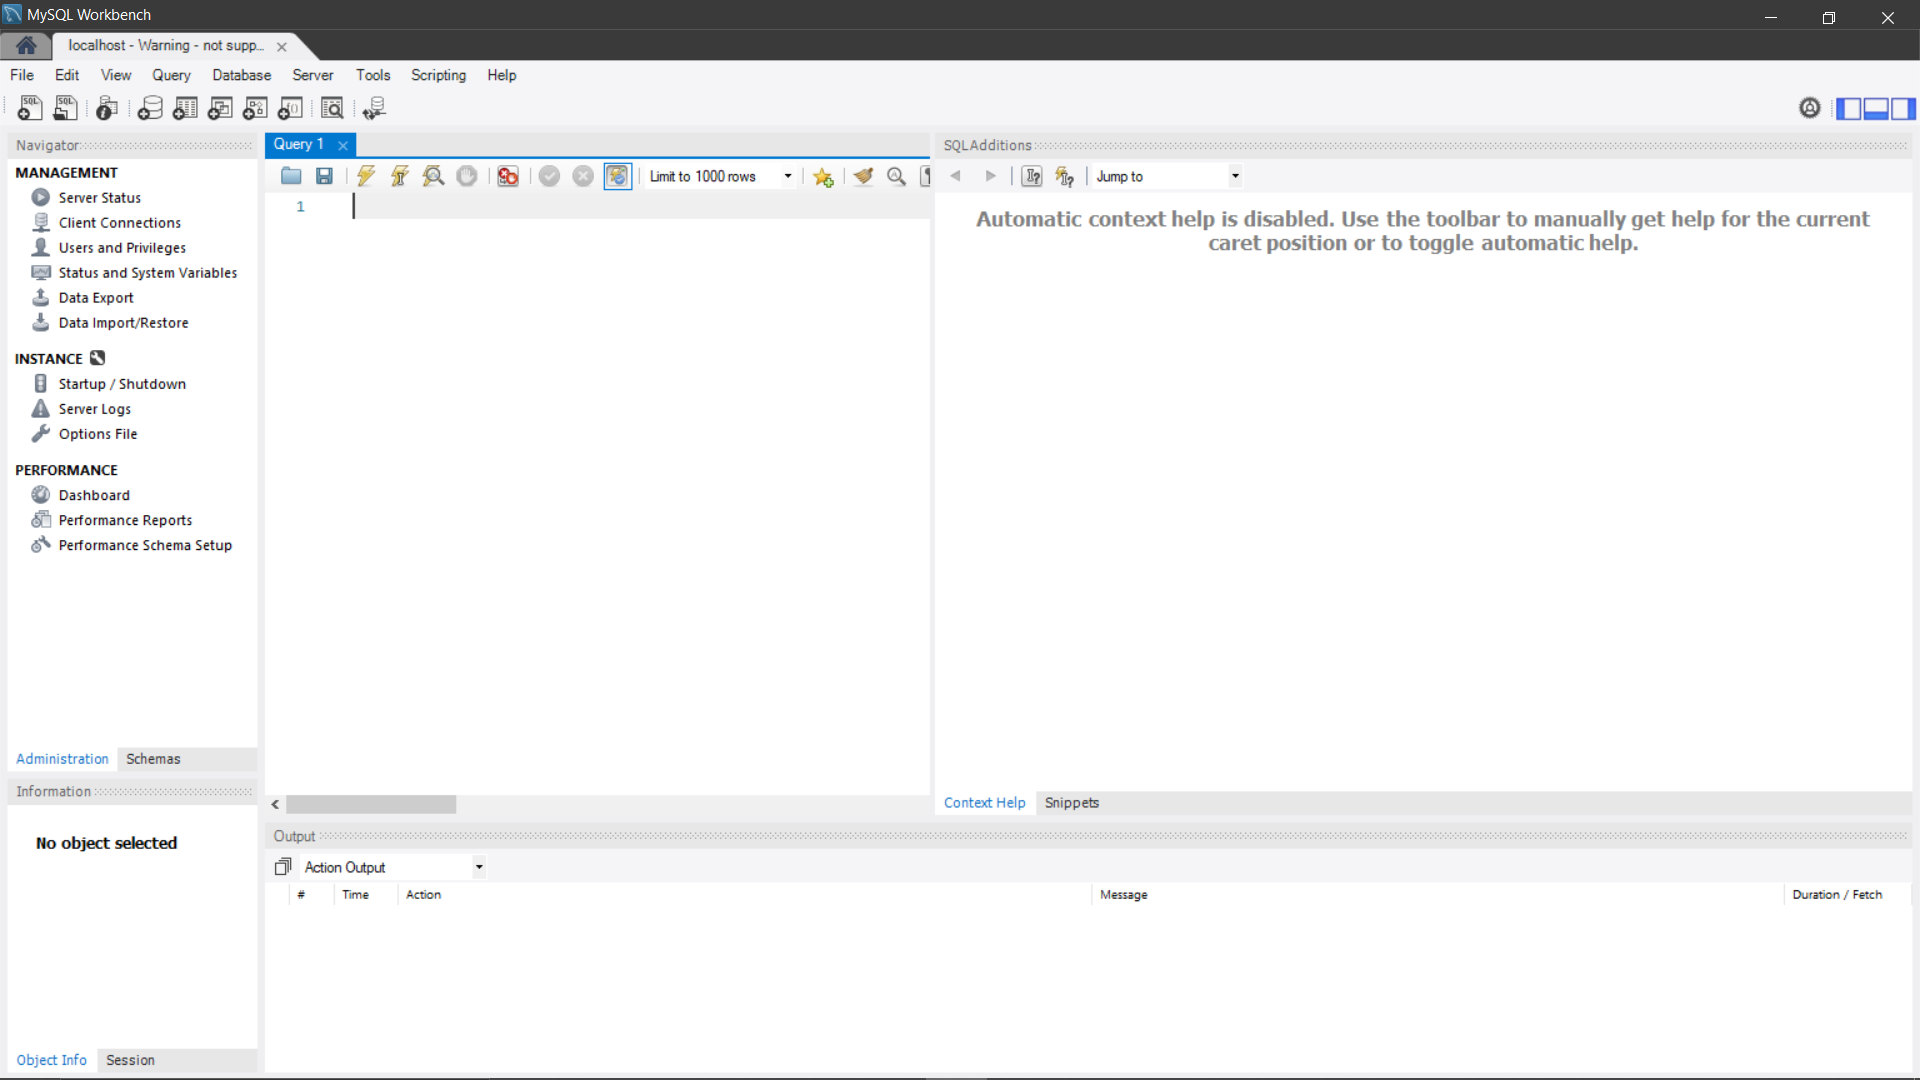 MySQL Workbench
localhost - Warning - not supp...
File Edit View Query Database Server Tools Scripting Help
Navigator
MANAGEMENT
Server Status
Client Connections
Users and Privileges
Status and System Variables
Data Export
Data Import/Restore
INSTANCE
Startup / Shutdown
Server Logs
Options File
PERFORMANCE
Dashboard
Performance Reports
Performance Schema Setup
Administration Schemas
Information
No object selected
Object Info Session
Query 1
Limit to 1000 rows
1
SQLAdditions
Jump to
Automatic context help is disabled. Use the toolbar to manually get help for the current
caret position or to toggle automatic help.
Context Help Snippets
Output
Action Output
# Time Action Message Duration / Fetch